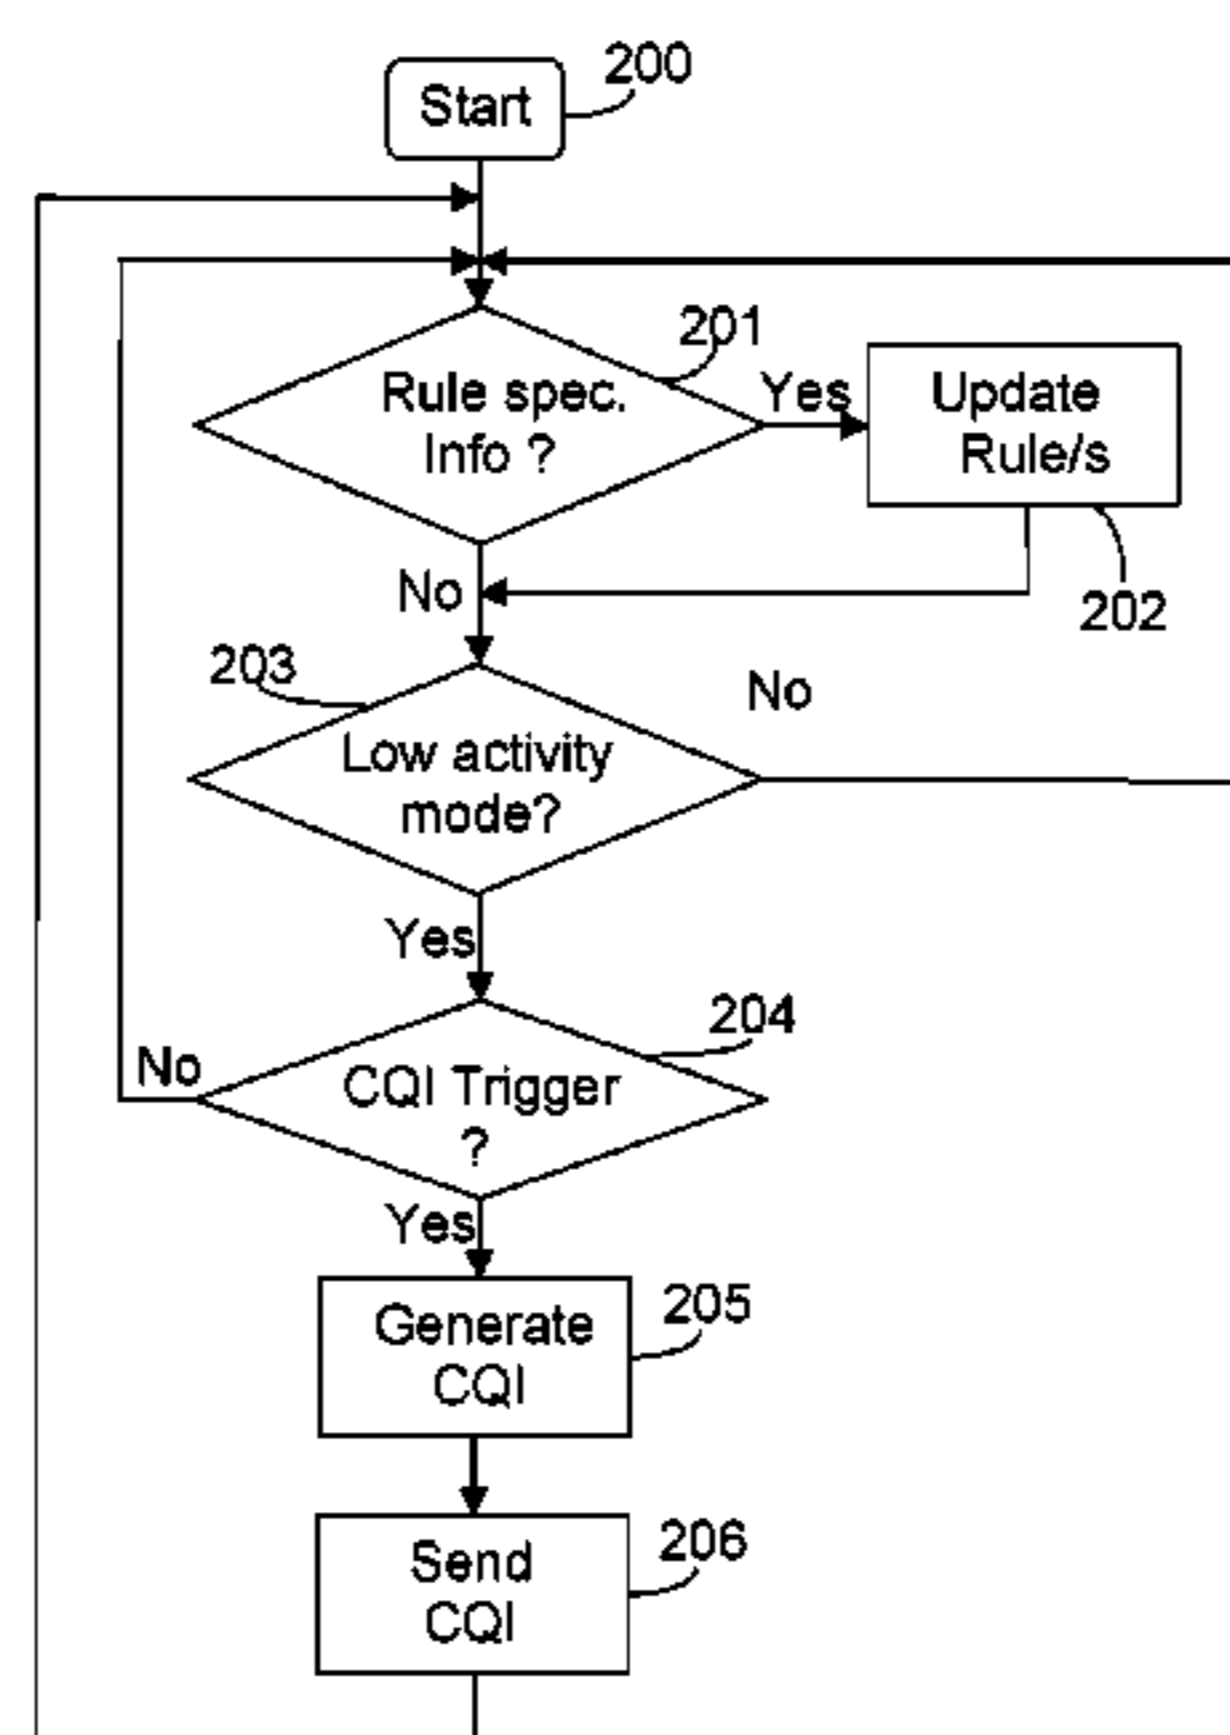 200
Start
201
Rule spec.
Info ?
Yes
Update
Rule/s
No
202
203
No
Low activity
mode?
Yes
204
No
CQI Trigger
?
Yes
Generate
CQI
205
Send
CQI
206